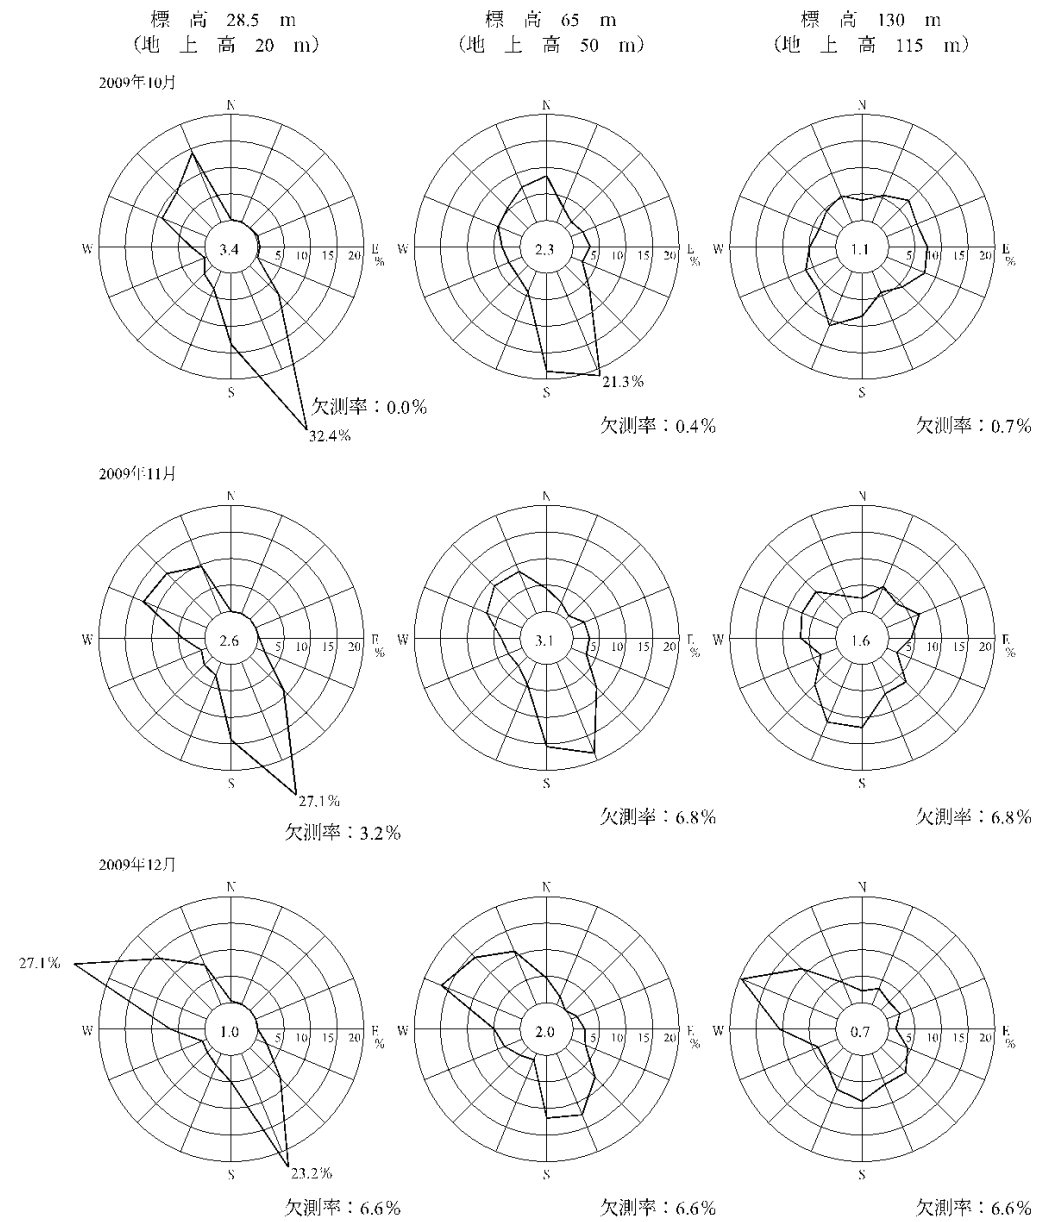 標 高 28.5 m
（地 上 高 20 m）
標 高 65 m
（地 上 高 50 m）
標 高 130 m
（地 上 高 115 m）
2009年10月
N
W
3.4
5 10 15 20
E
%
S
32.4%
欠測率：0.0%
N
W
2.3
5 10 15 20
E
%
S
21.3%
欠測率：0.4%
N
W
1.1
5 10 15 20
E
%
S
欠測率：0.7%
2009年11月
N
W
2.6
5 10 15 20
E
%
S
27.1%
欠測率：3.2%
N
W
3.1
5 10 15 20
E
%
S
欠測率：6.8%
N
W
1.6
5 10 15 20
E
%
S
欠測率：6.8%
2009年12月
N
27.1%
W
1.0
5 10 15 20
E
%
S
23.2%
欠測率：6.6%
N
W
2.0
5 10 15 20
E
%
S
欠測率：6.6%
N
W
0.7
5 10 15 20
E
%
S
欠測率：6.6%